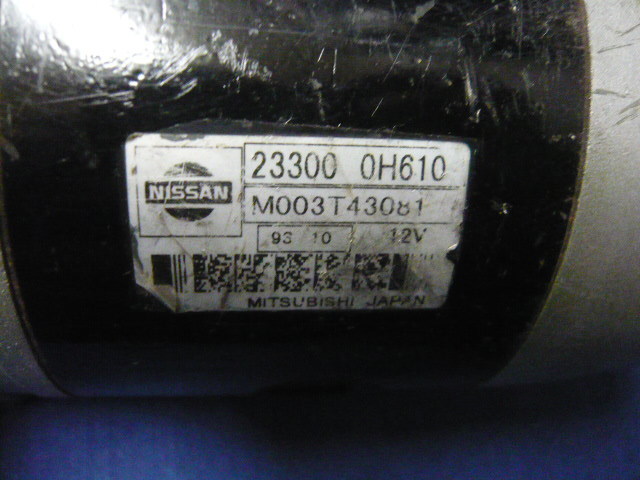 NISSAN
23300 0H610
M003T43081
93 10 12V
MITSUBISHI JAPAN